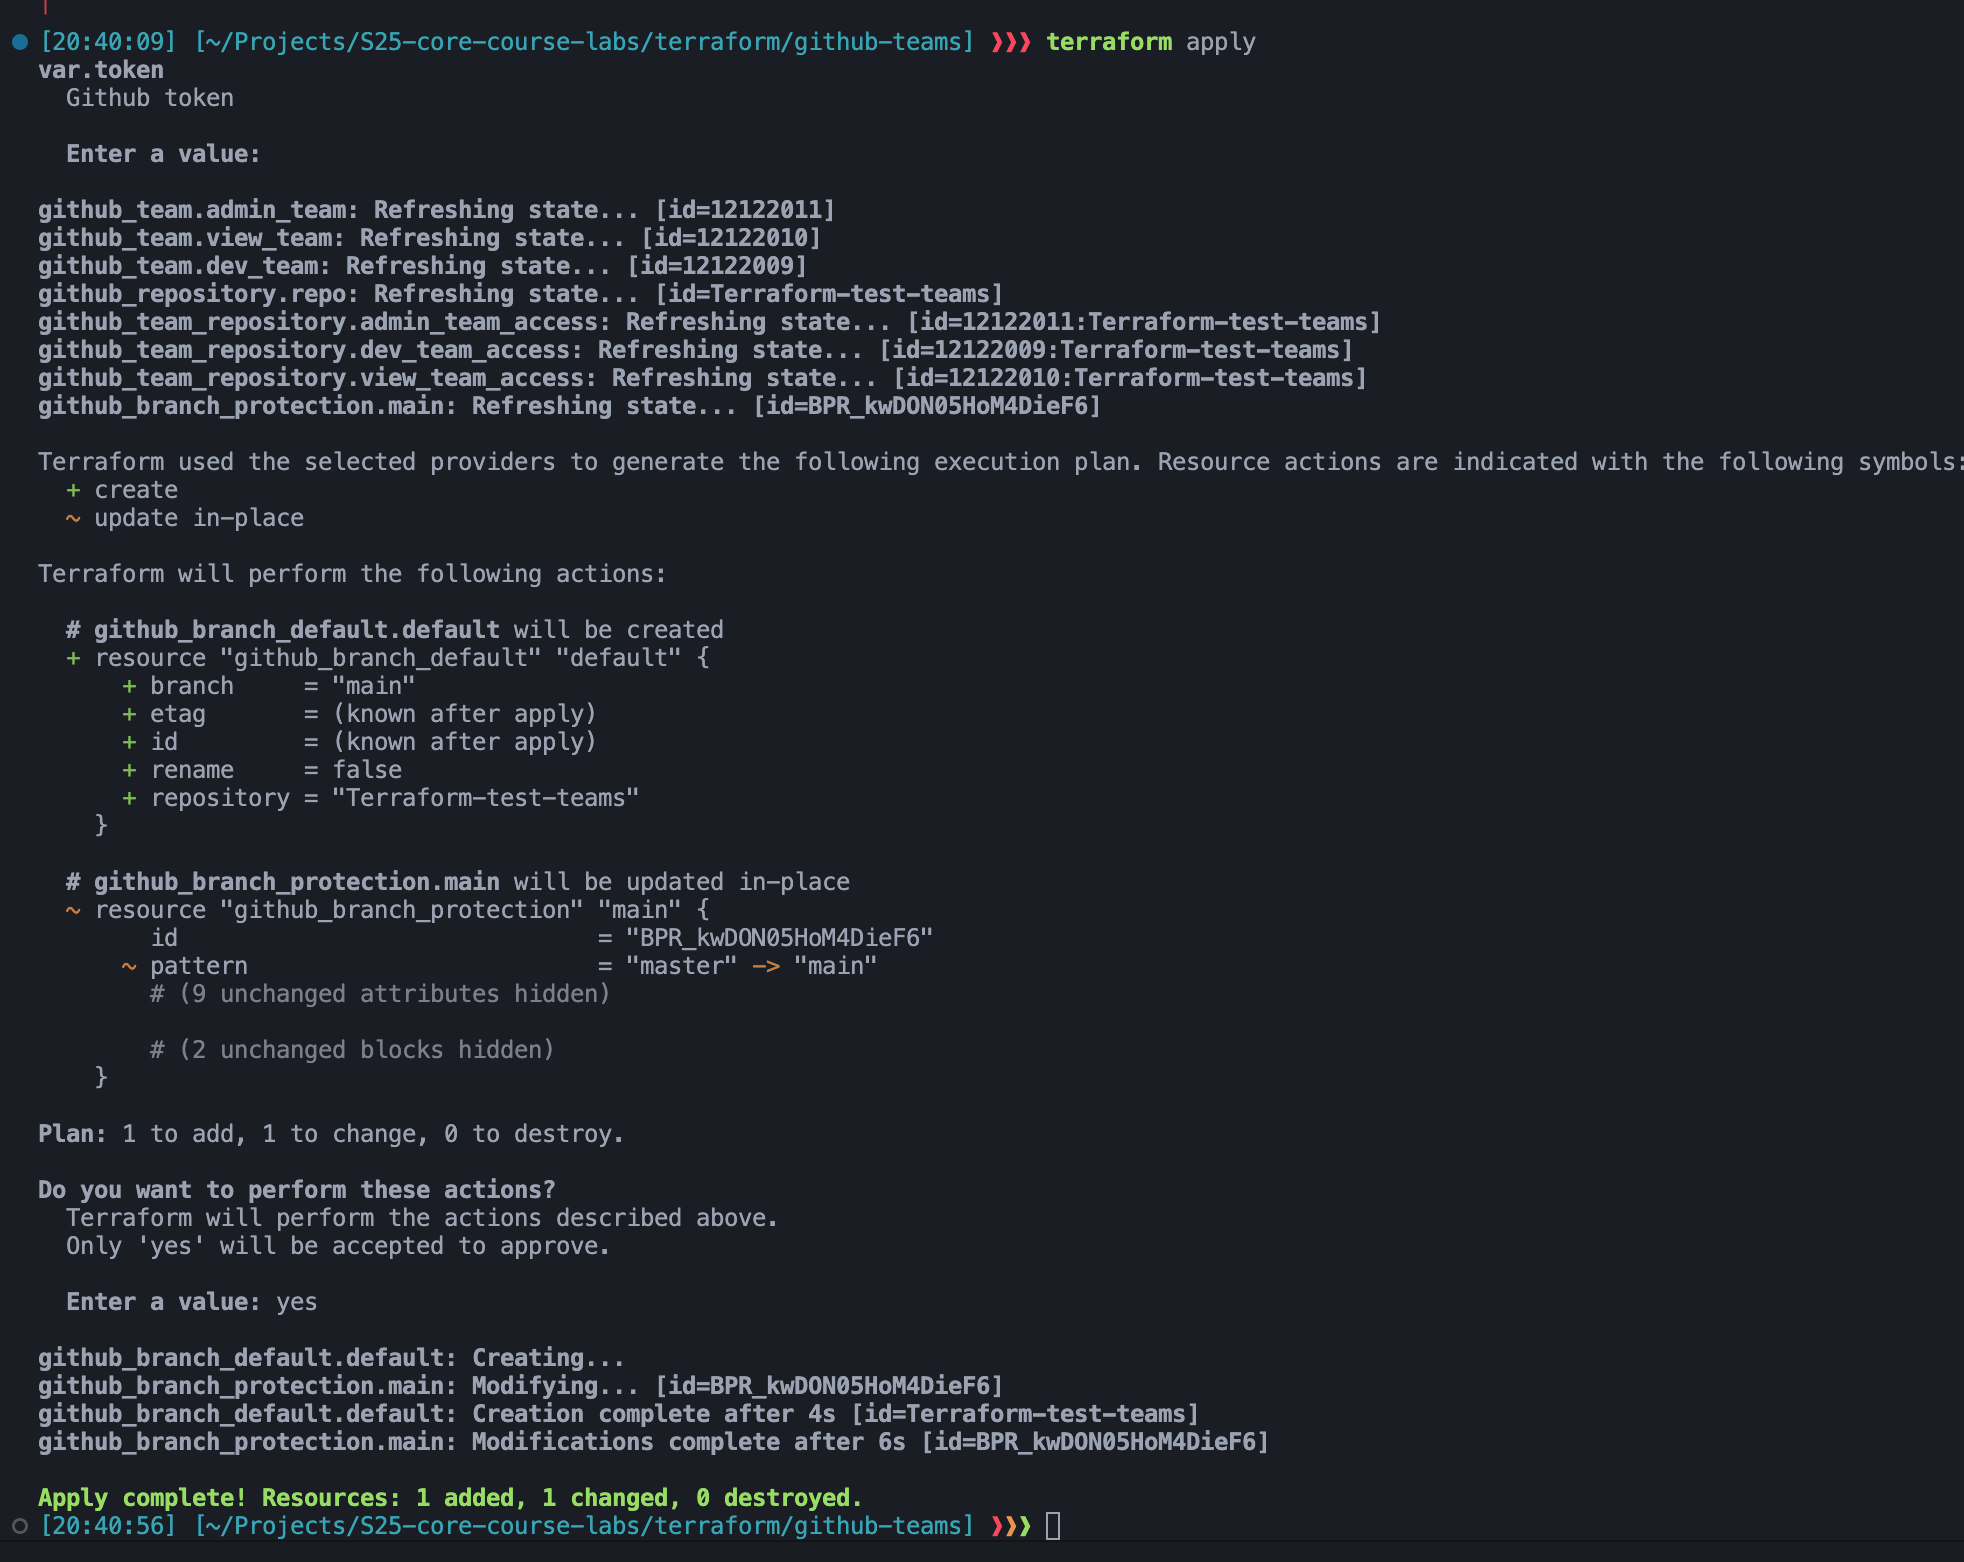 [20:40:09] [~/Projects/S25-core-course-labs/terraform/github-teams] ❯❯❯ terraform apply
var.token
  Github token

  Enter a value:

github_team.admin_team: Refreshing state... [id=12122011]
github_team.view_team: Refreshing state... [id=12122010]
github_team.dev_team: Refreshing state... [id=12122009]
github_repository.repo: Refreshing state... [id=Terraform-test-teams]
github_team_repository.admin_team_access: Refreshing state... [id=12122011:Terraform-test-teams]
github_team_repository.dev_team_access: Refreshing state... [id=12122009:Terraform-test-teams]
github_team_repository.view_team_access: Refreshing state... [id=12122010:Terraform-test-teams]
github_branch_protection.main: Refreshing state... [id=BPR_kwDON05HoM4DieF6]

Terraform used the selected providers to generate the following execution plan. Resource actions are indicated with the following symbols:
  + create
  ~ update in-place

Terraform will perform the following actions:

  # github_branch_default.default will be created
  + resource "github_branch_default" "default" {
      + branch     = "main"
      + etag       = (known after apply)
      + id         = (known after apply)
      + rename     = false
      + repository = "Terraform-test-teams"
    }

  # github_branch_protection.main will be updated in-place
  ~ resource "github_branch_protection" "main" {
        id                              = "BPR_kwDON05HoM4DieF6"
      ~ pattern                         = "master" -> "main"
        # (9 unchanged attributes hidden)

        # (2 unchanged blocks hidden)
    }

Plan: 1 to add, 1 to change, 0 to destroy.

Do you want to perform these actions?
  Terraform will perform the actions described above.
  Only 'yes' will be accepted to approve.

  Enter a value: yes

github_branch_default.default: Creating...
github_branch_protection.main: Modifying... [id=BPR_kwDON05HoM4DieF6]
github_branch_default.default: Creation complete after 4s [id=Terraform-test-teams]
github_branch_protection.main: Modifications complete after 6s [id=BPR_kwDON05HoM4DieF6]

Apply complete! Resources: 1 added, 1 changed, 0 destroyed.
[20:40:56] [~/Projects/S25-core-course-labs/terraform/github-teams] ❯❯❯